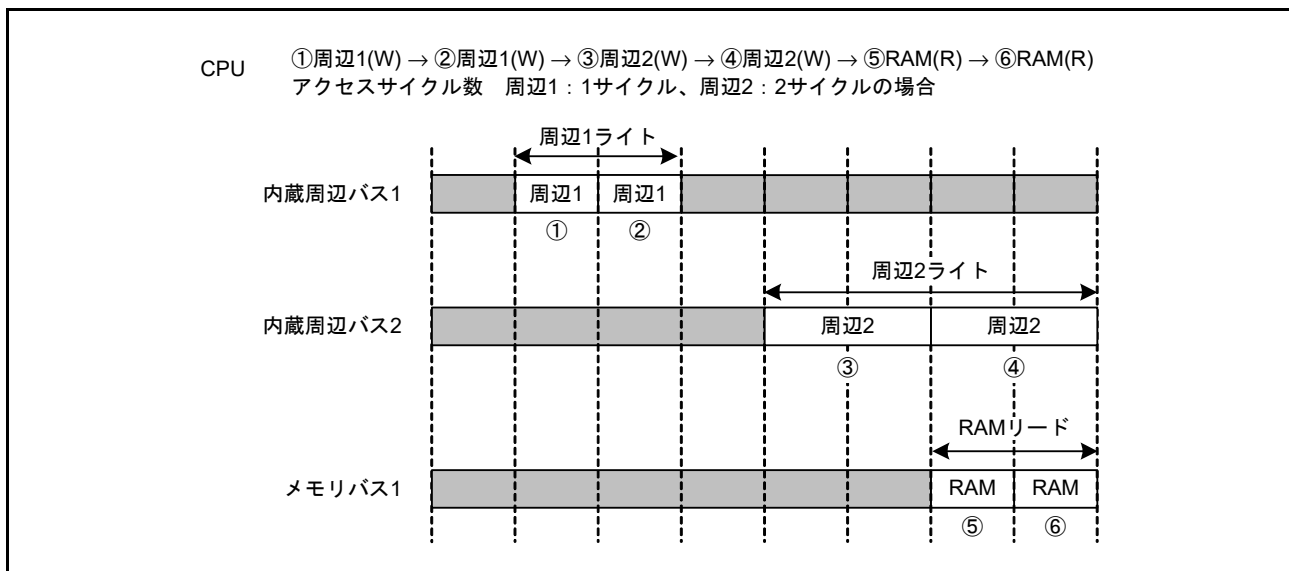 CPU
①周辺1(W) → ②周辺1(W) → ③周辺2(W) → ④周辺2(W) → ⑤RAM(R) → ⑥RAM(R)
アクセスサイクル数　周辺1：1サイクル、周辺2：2サイクルの場合
周辺1ライト
内蔵周辺バス1
周辺1
周辺1
①
②
周辺2ライト
内蔵周辺バス2
周辺2
周辺2
③
④
RAMリード
メモリバス1
RAM
RAM
⑤
⑥